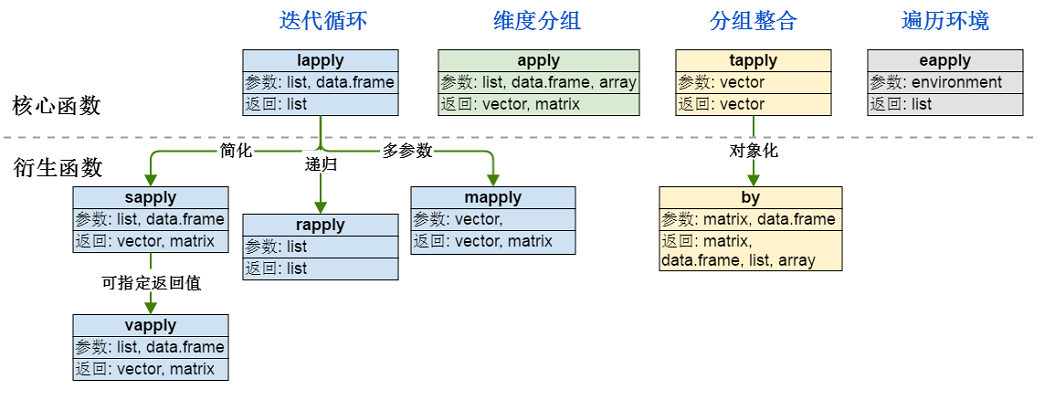 迭代循环
维度分组
分组整合
遍历环境
核心函数
lapply
参数: list, data.frame
返回: list
apply
参数: list, data.frame, array
返回: vector, matrix
tapply
参数: vector
返回: vector
eapply
参数: environment
返回: list
衍生函数
简化
递归
多参数
对象化
sapply
参数: list, data.frame
返回: vector, matrix
rapply
参数: list
返回: list
mapply
参数: vector,
返回: vector, matrix
by
参数: matrix, data.frame
返回: matrix,
data.frame, list, array
可指定返回值
vapply
参数: list, data.frame
返回: vector, matrix